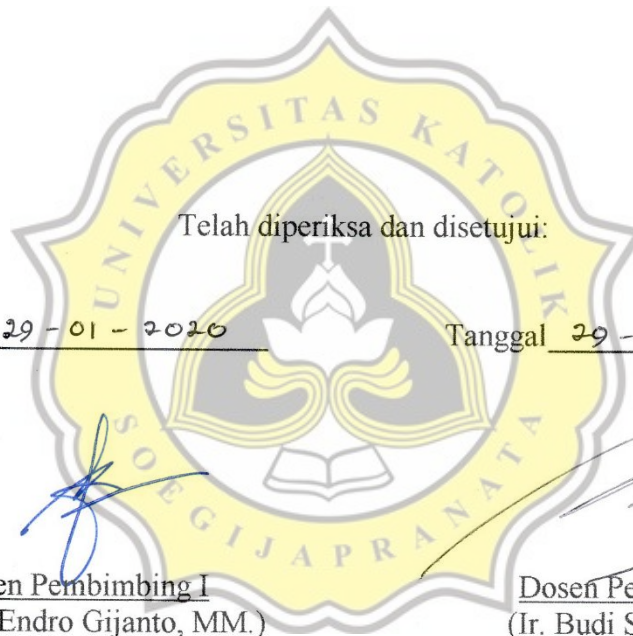 UNIVERSITAS KATOLIK
Telah diperiksa dan disetujui:
29 - 01 - 2020 Tanggal 29 -
SOEGIJAPRANATA
en Pembimbing I Dosen Pe
Endro Gijanto, MM.) (Ir. Budi S